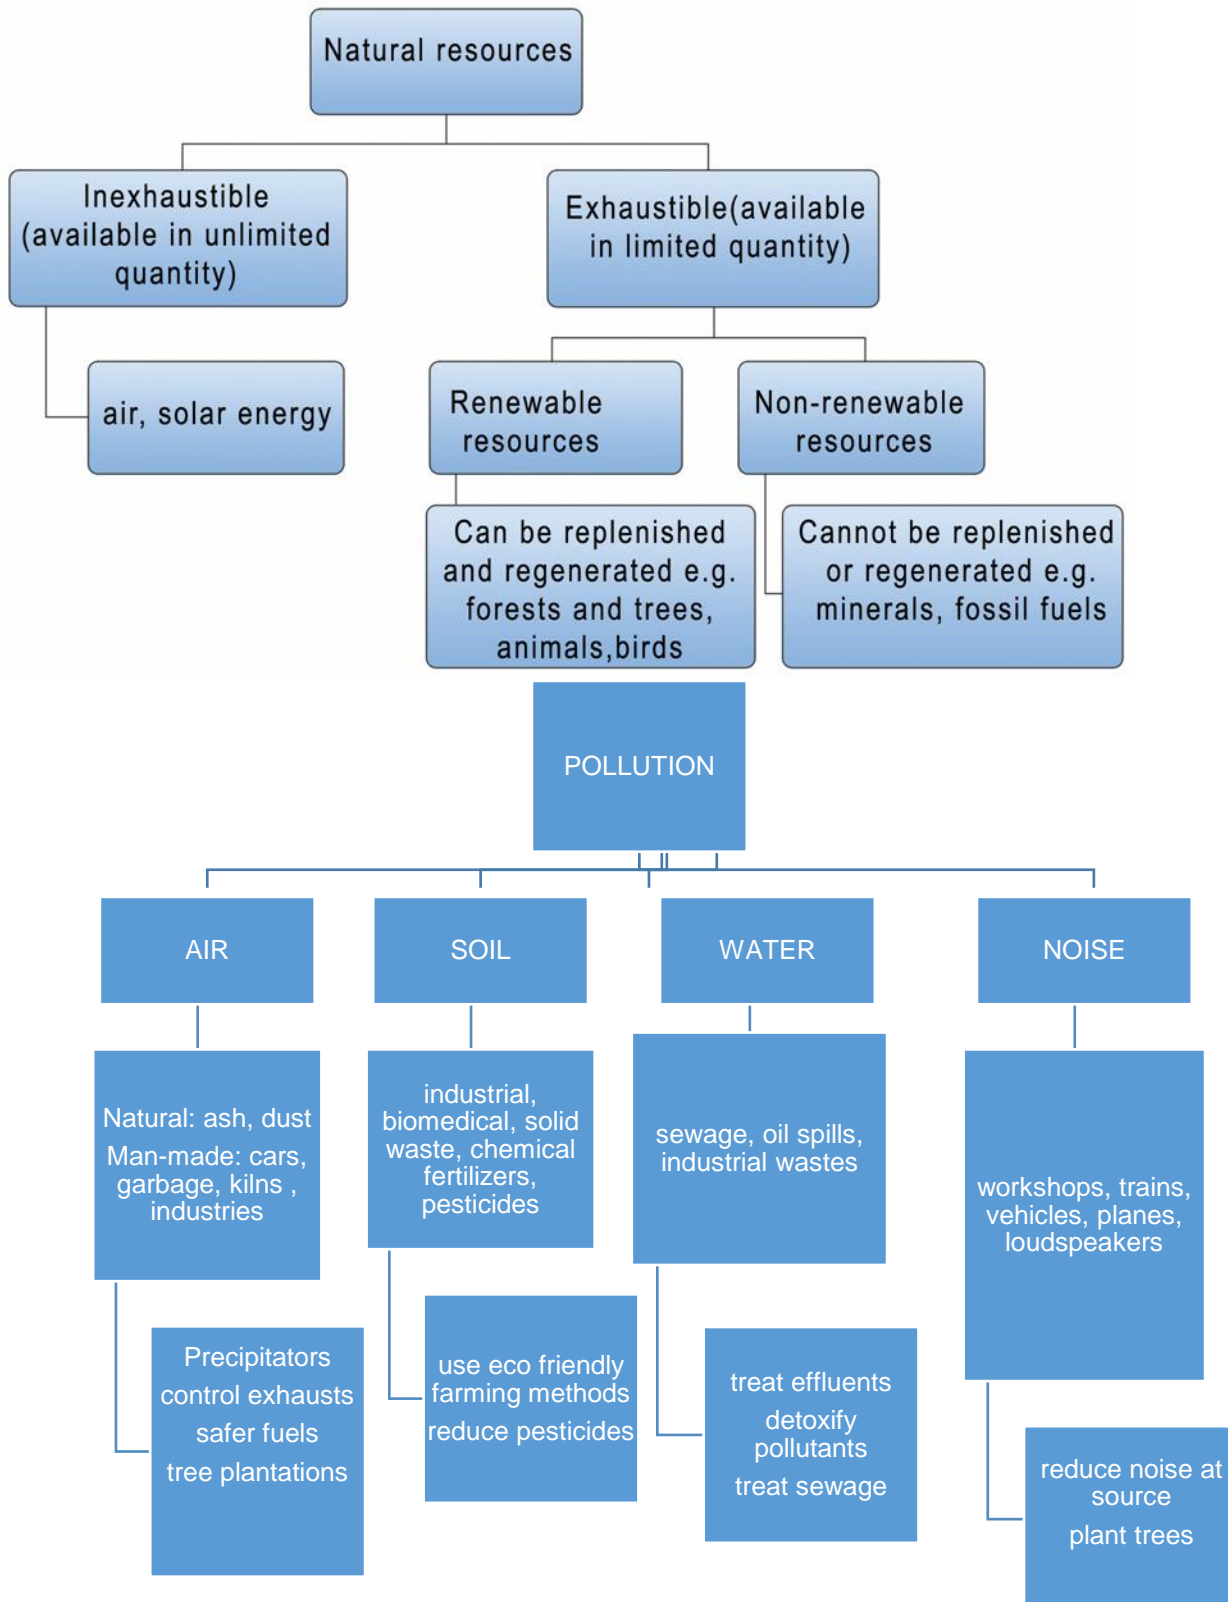 Natural resources
Inexhaustible
(available in unlimited
quantity)
Exhaustible(available
in limited quantity)
air, solar energy
Renewable
resources
Non-renewable
resources
Can be replenished
and regenerated e.g.
forests and trees,
animals,birds
Cannot be replenished
or regenerated e.g.
minerals, fossil fuels
POLLUTION
AIR
SOIL
WATER
NOISE
Natural: ash, dust
Man-made: cars,
garbage, kilns ,
industries
industrial,
biomedical, solid
waste, chemical
fertilizers,
pesticides
sewage, oil spills,
industrial wastes
workshops, trains,
vehicles, planes,
loudspeakers
Precipitators
control exhausts
safer fuels
tree plantations
use eco friendly
farming methods
reduce pesticides
treat effluents
detoxify
pollutants
treat sewage
reduce noise at
source
plant trees